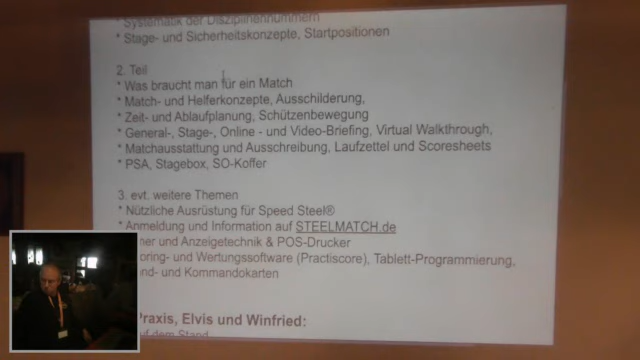 * Systematik der Disziplinennummern
* Stage- und Sicherheitskonzepte, Startpositionen
2. Teil
* Was braucht man für ein Match
* Match- und Helferkonzepte, Ausschilderung,
* Zeit- und Ablaufplanung, Schützenbewegung
* General-, Stage-, Online - und Video-Briefing, Virtual Walkthrough,
* Matchausstattung und Ausschreibung, Laufzettel und Scoresheets
* PSA, Stagebox, SO-Koffer
3. evt. weitere Themen
* Nützliche Ausrüstung für Speed Steel®
* Anmeldung und Information auf STEELMATCH.de
und Anzeigetechnik & POS-Drucker
und Wertungssoftware (Practiscore), Tablett-Programmierung,
und Kommandokarten
Praxis, Elvis und Winfried:
auf dem Stand